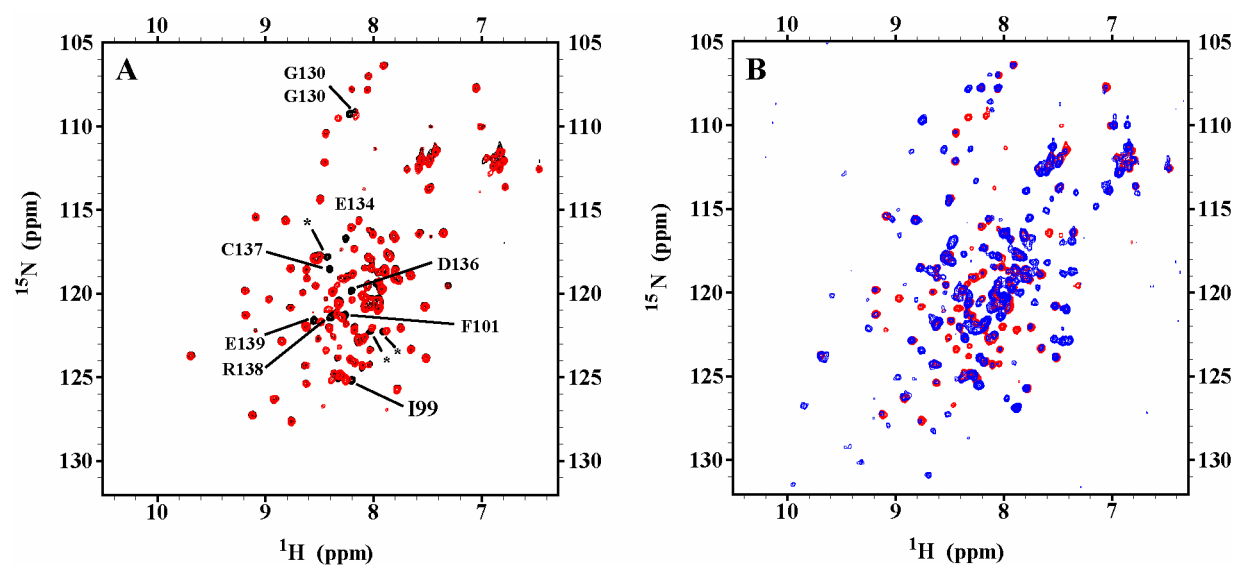 10 9 8 7
105 105
A
G130
G130
110 110
115 115
E134
*
C137
D136
120 120
E139
F101
R138
* *
125 125
I99
130 130
10 9 8 7
¹H (ppm)
¹⁵N (ppm)
10 9 8 7
105 105
B
110 110
115 115
120 120
125 125
130 130
10 9 8 7
¹H (ppm)
¹⁵N (ppm)